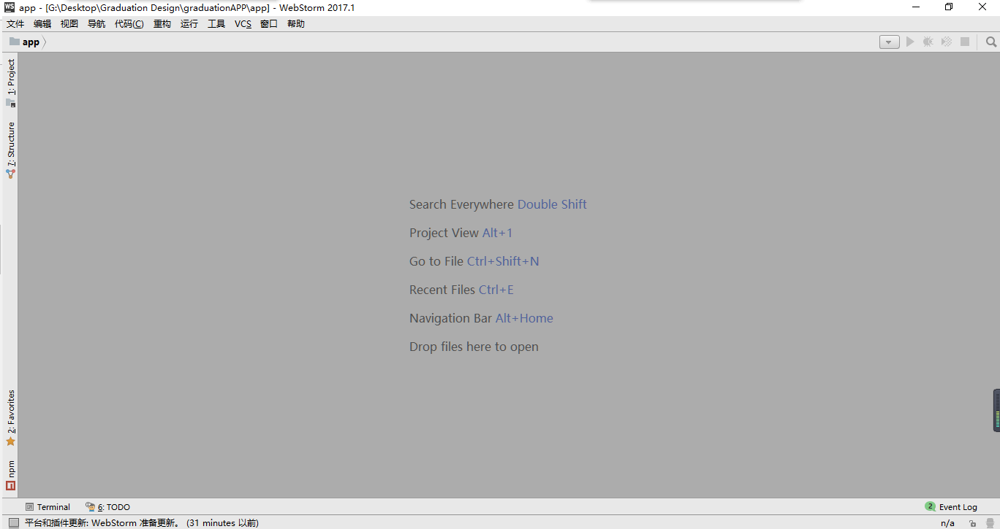 WS app - [G:\Desktop\Graduation Design\graduationAPP\app] - WebStorm 2017.1
文件 编辑 视图 导航 代码(C) 重构 运行 工具 VCS 窗口 帮助
app
1: Project
7: Structure
Search Everywhere Double Shift
Project View Alt+1
Go to File Ctrl+Shift+N
Recent Files Ctrl+E
Navigation Bar Alt+Home
Drop files here to open
2: Favorites
npm
Terminal 6: TODO 2 Event Log
平台和插件更新: WebStorm 准备更新。 (31 minutes 以前) n/a